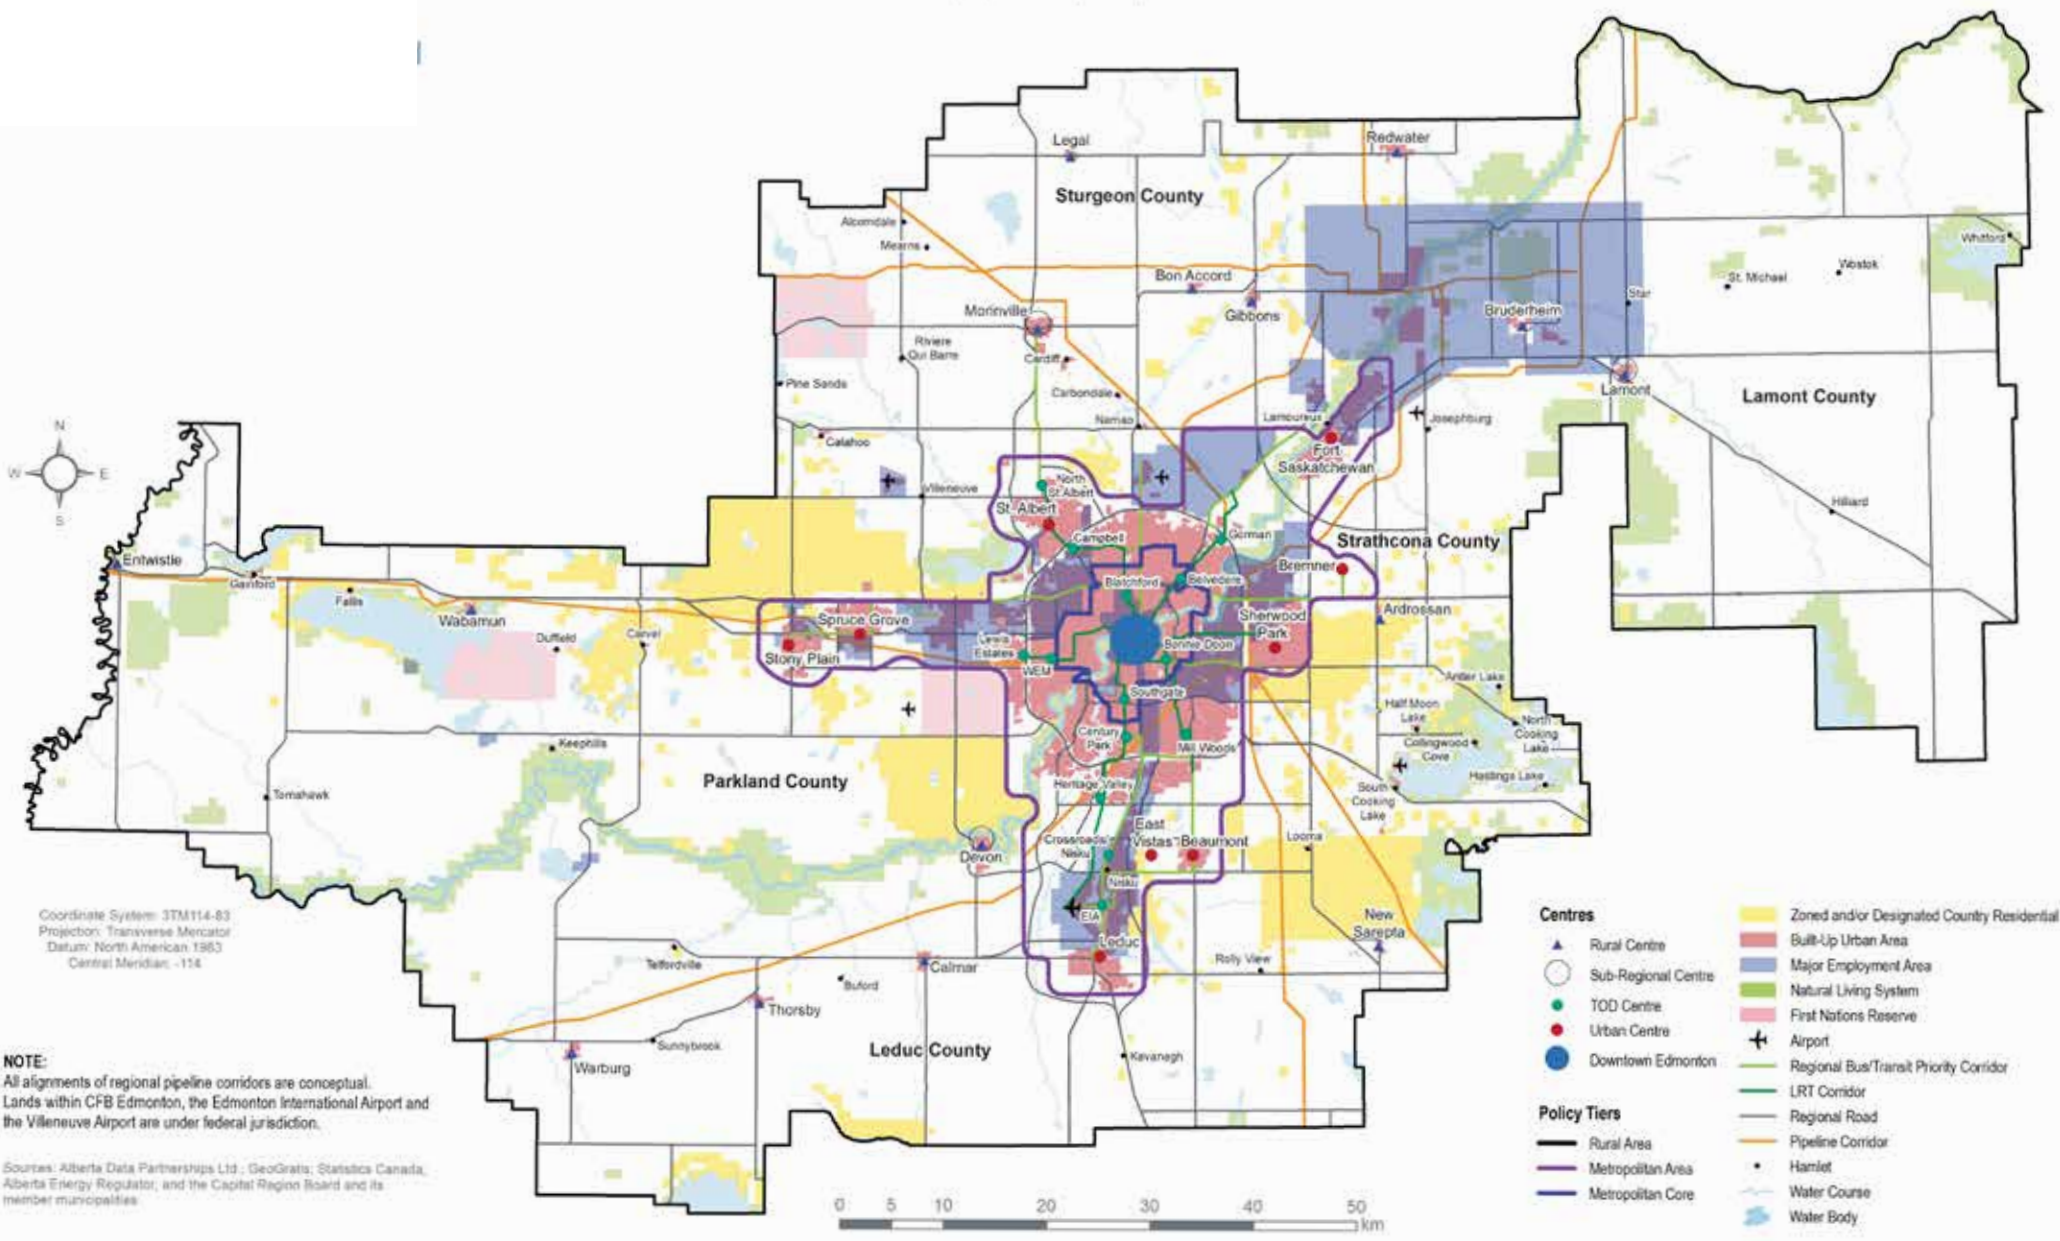 Legal
Redwater
Sturgeon County
Alcomdale
Mearns
Whitford
Wostok
St. Michael
Bon Accord
Star
Morinville
Gibbons
Bruderheim
Riviere
Qui Barre
Cardiff
Pine Sands
Lamont
Carbondale
Lamont County
Lamoureux
Namao
Josephburg
N
Calahoo
Fort
Saskatchewan
W
E
North
St. Albert
Villeneuve
Hilliard
St. Albert
S
Campbell
Gorman
Strathcona County
Entwistle
Bremner
Gainford
Blatchford
Belvedere
Fallis
Ardrossan
Wabamun
Spruce Grove
Sherwood
Park
Duffield
Carvel
Lewis
Estates
Bonnie Doon
Stony Plain
WEM
Antler Lake
Southgate
Half Moon
Lake
North
Cooking
Lake
Century
Park
Mill Woods
Collingwood
Cove
Keephills
Parkland County
Heritage Valley
Hastings Lake
South
Cooking
Lake
Tomahawk
East
Vistas
Beaumont
Looma
Crossroads
Nisku
Devon
Nisku
EIA
New
Sarepta
Leduc
Telfordville
Calmar
Rolly View
Buford
Thorsby
Sunnybrook
Leduc County
Kavanagh
Warburg
Coordinate System: 3TM114-83
Projection: Transverse Mercator
Datum: North American 1983
Central Meridian: -114
NOTE:
All alignments of regional pipeline corridors are conceptual.
Lands within CFB Edmonton, the Edmonton International Airport and
the Villeneuve Airport are under federal jurisdiction.
Sources: Alberta Data Partnerships Ltd.; GeoGratis; Statistics Canada,
Alberta Energy Regulator, and the Capital Region Board and its
member municipalities
0 5 10 20 30 40 50
km
Centres
Rural Centre
Sub-Regional Centre
TOD Centre
Urban Centre
Downtown Edmonton
Policy Tiers
Rural Area
Metropolitan Area
Metropolitan Core
Zoned and/or Designated Country Residential
Built-Up Urban Area
Major Employment Area
Natural Living System
First Nations Reserve
Airport
Regional Bus/Transit Priority Corridor
LRT Corridor
Regional Road
Pipeline Corridor
Hamlet
Water Course
Water Body